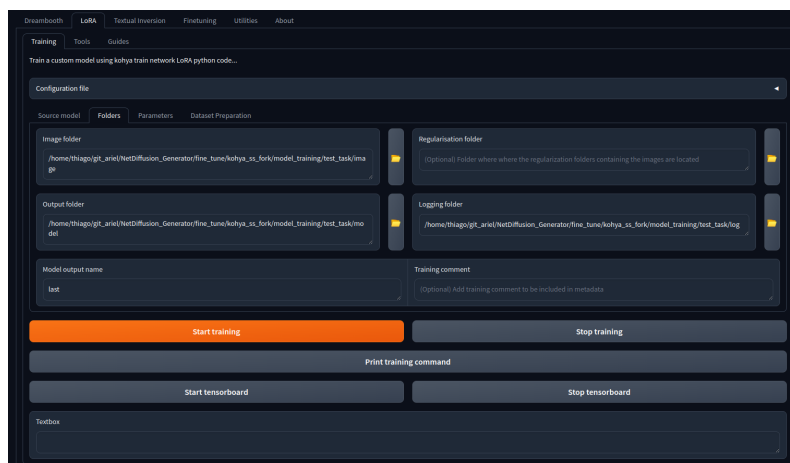 Dreambooth LoRA Textual Inversion Finetuning Utilities About
Training Tools Guides
Train a custom model using kohya train network LoRA python code...
Configuration file
Source model Folders Parameters Dataset Preparation
Image folder
/home/thiago/git_ariel/NetDiffusion_Generator/fine_tune/kohya_ss_fork/model_training/test_task/ima
ge
Regularisation folder
(Optional) Folder where where the regularization folders containing the images are located
Output folder
/home/thiago/git_ariel/NetDiffusion_Generator/fine_tune/kohya_ss_fork/model_training/test_task/mo
del
Logging folder
/home/thiago/git_ariel/NetDiffusion_Generator/fine_tune/kohya_ss_fork/model_training/test_task/log
Model output name
last
Training comment
(Optional) Add training comment to be included in metadata
Start training Stop training
Print training command
Start tensorboard Stop tensorboard
Textbox